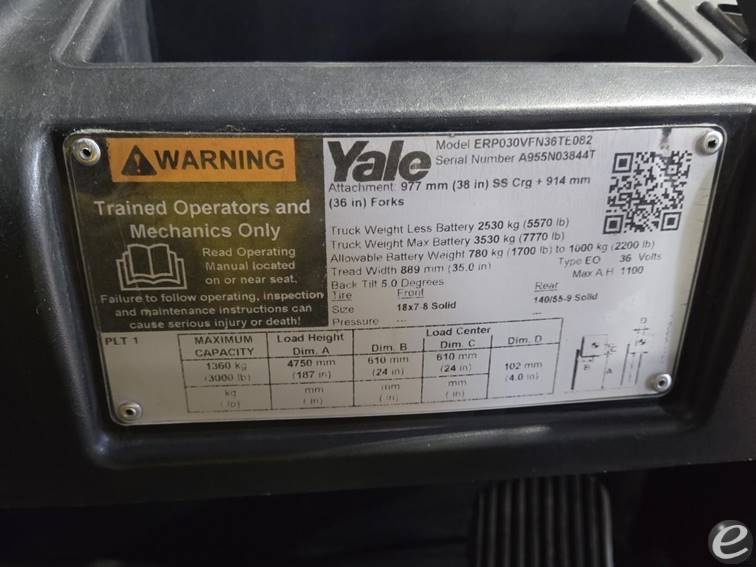 WARNING
Trained Operators and
Mechanics Only
Read Operating
Manual located
on or near seat.
Failure to follow operating, inspection
and maintenance instructions can
cause serious injury or death!
Yale
Model ERP030VFN36TE082
Serial Number A955N03844T
Attachment 977 mm (38 in) SS Crg + 914 mm
(36 in) Forks
Truck Weight Less Battery 2530 kg (5570 lb)
Truck Weight Max Battery 3530 kg (7770 lb)
Allowable Battery Weight 780 kg (1700 lb) to 1000 kg (2200 lb)
Tread Width 889 mm (35.0 in) Type EO 36 Volts
Back Tilt 5.0 Degrees Max A.H 1100
Tire Front Rear
Size 18x7-8 Solid 140/55-9 Solid
Pressure ---
PLT 1
MAXIMUM CAPACITY Load Height Dim. A Load Center Dim. B Dim. C Dim. D
1360 kg 4750 mm 610 mm 610 mm 102 mm
(3000 lb) (187 in) (24 in) (24 in) (4.0 in)
kg mm mm mm
(lb) (in) (in) (in)
D
C
B A
e